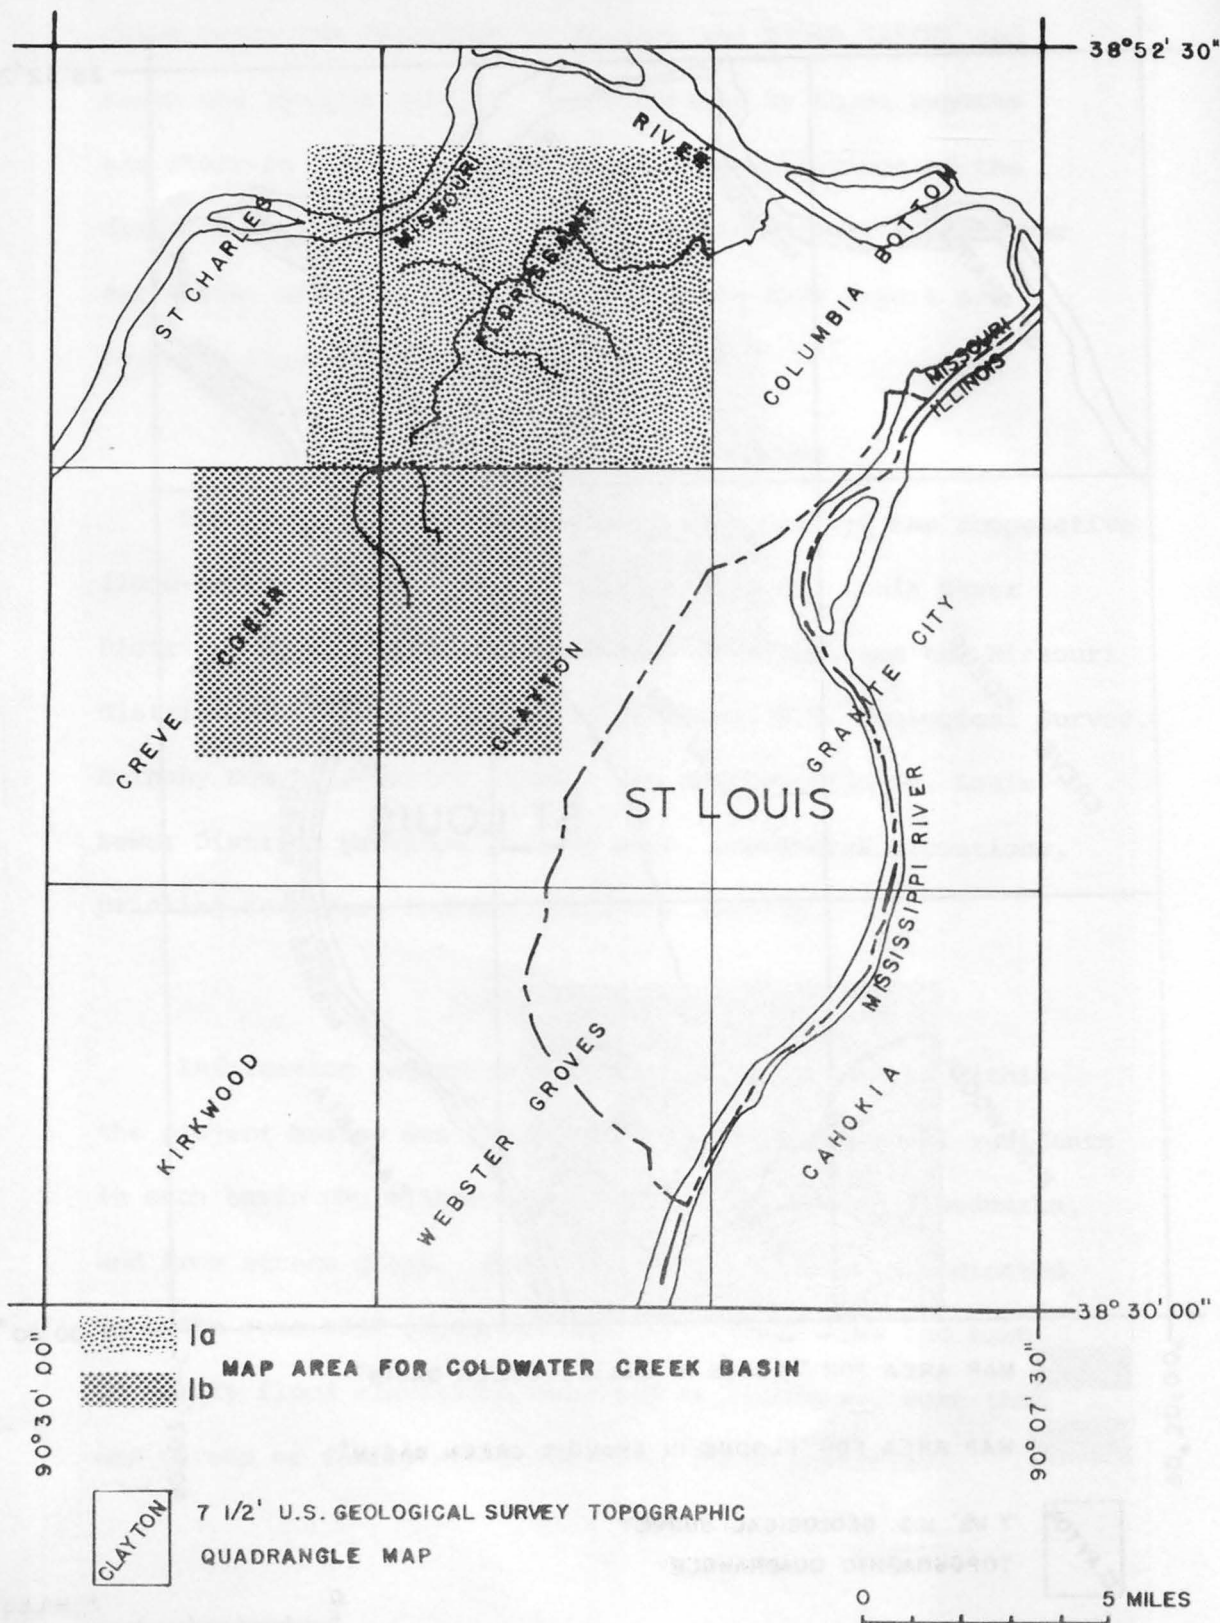 38°52' 30"
RIVER
MISSOURI
ST CHARLES
FLORISSANT
COLUMBIA BOTTOM
MISSOURI
ILLINOIS
CREVE COEUR
CLAYTON
GRANITE CITY
ST LOUIS
MISSISSIPPI RIVER
KIRKWOOD
WEBSTER GROVES
CAHOKIA
38° 30' 00"
90° 30' 00"
90° 07' 30"
1a
MAP AREA FOR COLDWATER CREEK BASIN
1b
CLAYTON
7 1/2' U.S. GEOLOGICAL SURVEY TOPOGRAPHIC
QUADRANGLE MAP
0 5 MILES